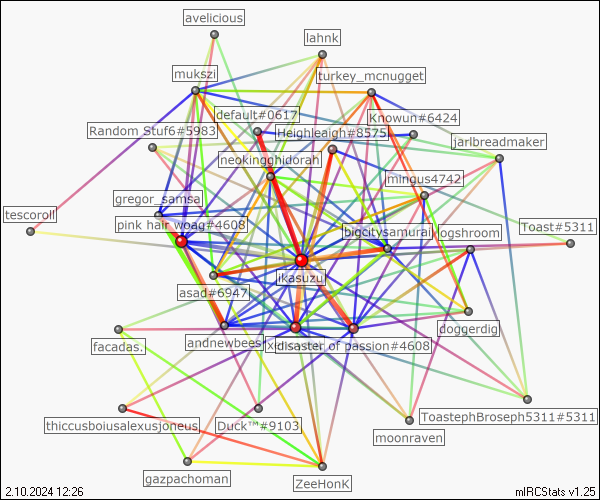 avelicious
lahnk
mukszi
turkey_mcnugget
default#0617
Knowun#6424
Random Stuf6#5983
Heighleigh#8575
jarlbreadmaker
neokinghidorah
mingus4742
gregor_samsa
tescoroll
pink hair woag#4608
bigcitysamurai
ogshroom
Toast#5311
ikasuzu
asad#6947
doggerdig
andnewbees
disaster of passion#4608
facadas.
ToastephBroseph5311#5311
thiccusboiusalexusjoneus
Duck™#9103
moonraven
gazpachoman
ZeeHonK
2.10.2024 12:26
mIRCStats v1.25